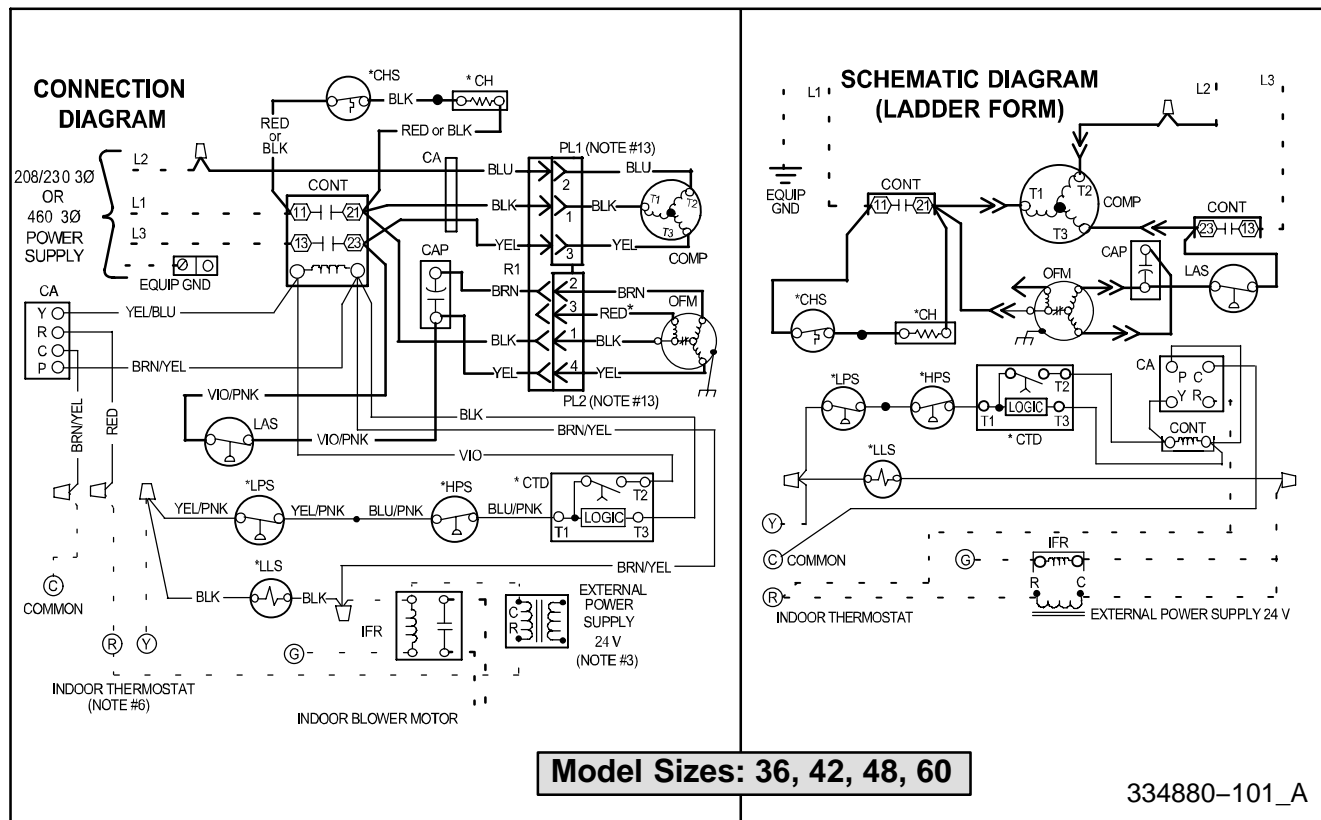 CONNECTION
DIAGRAM
*CHS
BLK
* CH
RED
or
BLK
RED or BLK
L2
CA
BLU
PL1 (NOTE #13)
BLU
2
208/230 3Ø
OR
460 3Ø
POWER
SUPPLY
L1
L3
CONT
11
21
13
23
BLK
1
BLK
T1
T2
T3
YEL
3
YEL
COMP
EQUIP GND
CAP
R1
BRN
2
BRN
OFM
3
RED*
BLK
1
BLK
YEL
4
YEL
PL2 (NOTE #13)
CA
Y
R
C
P
YEL/BLU
BRN/YEL
BRN/YEL
RED
VIO/PNK
LAS
VIO/PNK
BLK
BRN/YEL
VIO
*LPS
*HPS
* CTD
T2
YEL/PNK
YEL/PNK
BLU/PNK
BLU/PNK
T1
LOGIC
T3
*LLS
BLK
BLK
BRN/YEL
C
COMMON
R
Y
INDOOR THERMOSTAT
(NOTE #6)
G
IFR
C
R
EXTERNAL
POWER
SUPPLY
24 V
(NOTE #3)
INDOOR BLOWER MOTOR
SCHEMATIC DIAGRAM
(LADDER FORM)
L1
L2
L3
EQUIP
GND
CONT
11
21
T1
T2
T3
COMP
CONT
23
13
CAP
LAS
OFM
*CHS
*CH
*LPS
*HPS
T1
LOGIC
T2
T3
* CTD
CA
P
C
Y
R
CONT
*LLS
Y
C
COMMON
R
G
IFR
R
C
INDOOR THERMOSTAT
EXTERNAL POWER SUPPLY 24 V
Model Sizes: 36, 42, 48, 60
334880–101_A